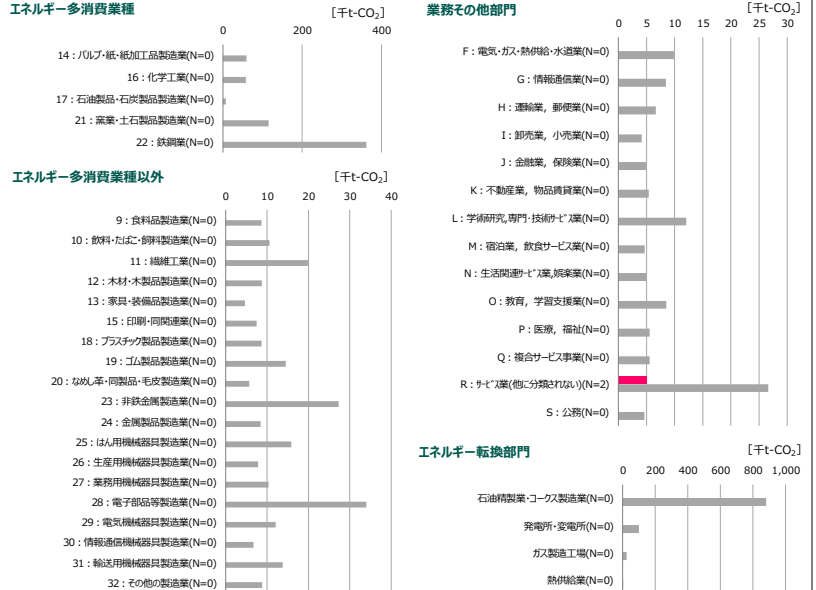 エネルギー多消費業種
[千t-CO₂]
0 200 400
14：パルプ・紙・紙加工品製造業(N=0)
16：化学工業(N=0)
17：石油製品・石炭製品製造業(N=0)
21：窯業・土石製品製造業(N=0)
22：鉄鋼業(N=0)
エネルギー多消費業種以外
[千t-CO₂]
0 10 20 30 40
9：食料品製造業(N=0)
10：飲料・たばこ・飼料製造業(N=0)
11：繊維工業(N=0)
12：木材・木製品製造業(N=0)
13：家具・装備品製造業(N=0)
15：印刷・同関連業(N=0)
18：プラスチック製品製造業(N=0)
19：ゴム製品製造業(N=0)
20：なめし革・同製品・毛皮製造業(N=0)
23：非鉄金属製造業(N=0)
24：金属製品製造業(N=0)
25：はん用機械器具製造業(N=0)
26：生産用機械器具製造業(N=0)
27：業務用機械器具製造業(N=0)
28：電子部品等製造業(N=0)
29：電気機械器具製造業(N=0)
30：情報通信機械器具製造業(N=0)
31：輸送用機械器具製造業(N=0)
32：その他の製造業(N=0)
業務その他部門
[千t-CO₂]
0 5 10 15 20 25 30
F：電気・ガス・熱供給・水道業(N=0)
G：情報通信業(N=0)
H：運輸業，郵便業(N=0)
I：卸売業，小売業(N=0)
J：金融業，保険業(N=0)
K：不動産業，物品賃貸業(N=0)
L：学術研究,専門・技術ｻｰﾋﾞｽ業(N=0)
M：宿泊業，飲食サービス業(N=0)
N：生活関連ｻｰﾋﾞｽ業,娯楽業(N=0)
O：教育，学習支援業(N=0)
P：医療，福祉(N=0)
Q：複合サービス事業(N=0)
R：ｻｰﾋﾞｽ業(他に分類されない)(N=2)
S：公務(N=0)
エネルギー転換部門
[千t-CO₂]
0 200 400 600 800 1,000
石油精製業・コークス製造業(N=0)
発電所・変電所(N=0)
ガス製造工場(N=0)
熱供給業(N=0)